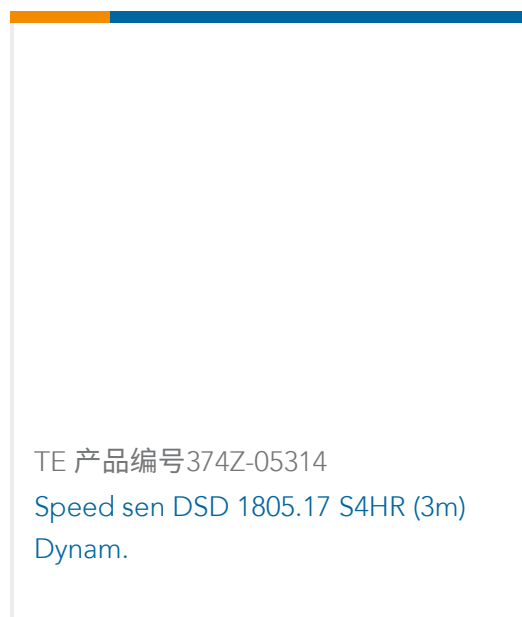 TE 产品编号374Z-05314
Speed sen DSD 1805.17 S4HR (3m)
Dynam.